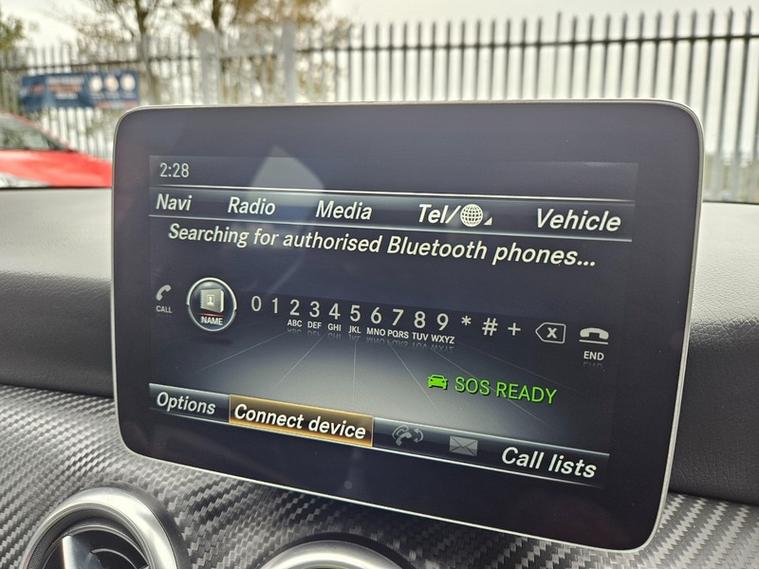 2:28
Navi Radio Media Tel/ Vehicle
Searching for authorised Bluetooth phones...
CALL NAME 0 1 2 3 4 5 6 7 8 9 * # + X END
ABC DEF GHI JKL MNO PQRS TUV WXYZ
SOS READY
Options Connect device Call lists